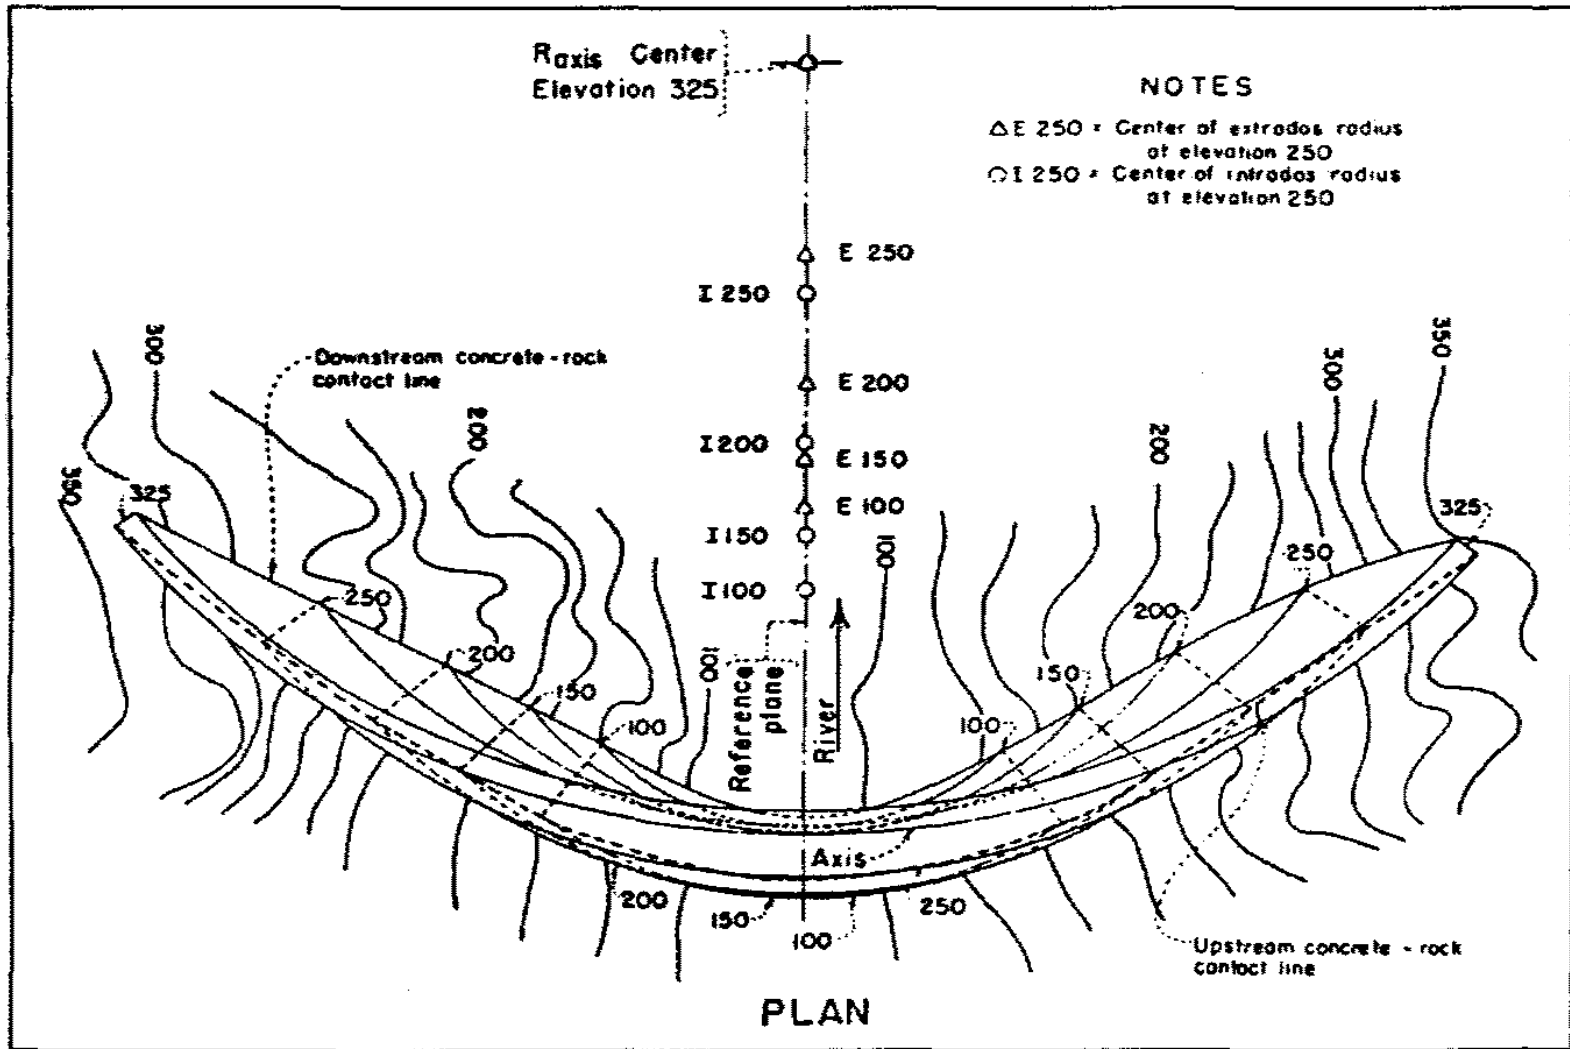 Raxis Center
Elevation 325
NOTES
△E 250 = Center of extrados radius
at elevation 250
○I 250 = Center of intrados radius
at elevation 250
E 250
I 250
E 200
I 200
E 150
E 100
I 150
I 100
Downstream concrete-rock
contact line
300
350
325
200
250
200
150
100
100
Reference
plane
River
100
200
300
350
325
250
200
150
100
Axis
200
150
100
250
Upstream concrete-rock
contact line
PLAN